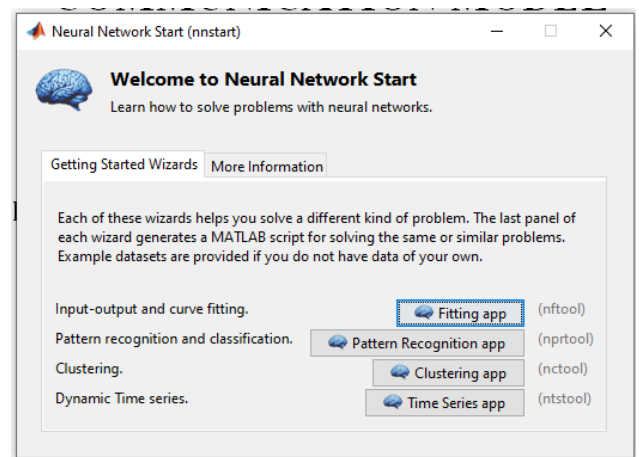 COMMUNICATION MODEL
Neural Network Start (nnstart)
Welcome to Neural Network Start
Learn how to solve problems with neural networks.
Getting Started Wizards More Information
Each of these wizards helps you solve a different kind of problem. The last panel of
each wizard generates a MATLAB script for solving the same or similar problems.
Example datasets are provided if you do not have data of your own.
Input-output and curve fitting. Fitting app (nftool)
Pattern recognition and classification. Pattern Recognition app (nprtool)
Clustering. Clustering app (nctool)
Dynamic Time series. Time Series app (ntstool)